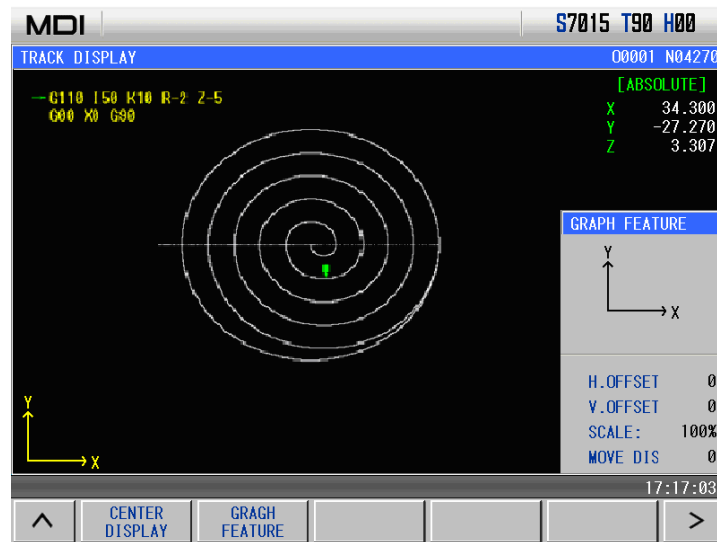 MDI
S7015 T90 H00
TRACK DISPLAY
O0001 N04270
G110 I50 K10 R-2 Z-5
G00 X0 G90
[ABSOLUTE]
X 34.300
Y -27.270
Z 3.307
GRAPH FEATURE
Y
X
H.OFFSET 0
V.OFFSET 0
SCALE: 100%
MOVE DIS 0
Y
X
17:17:03
CENTER DISPLAY
GRAGH FEATURE
>